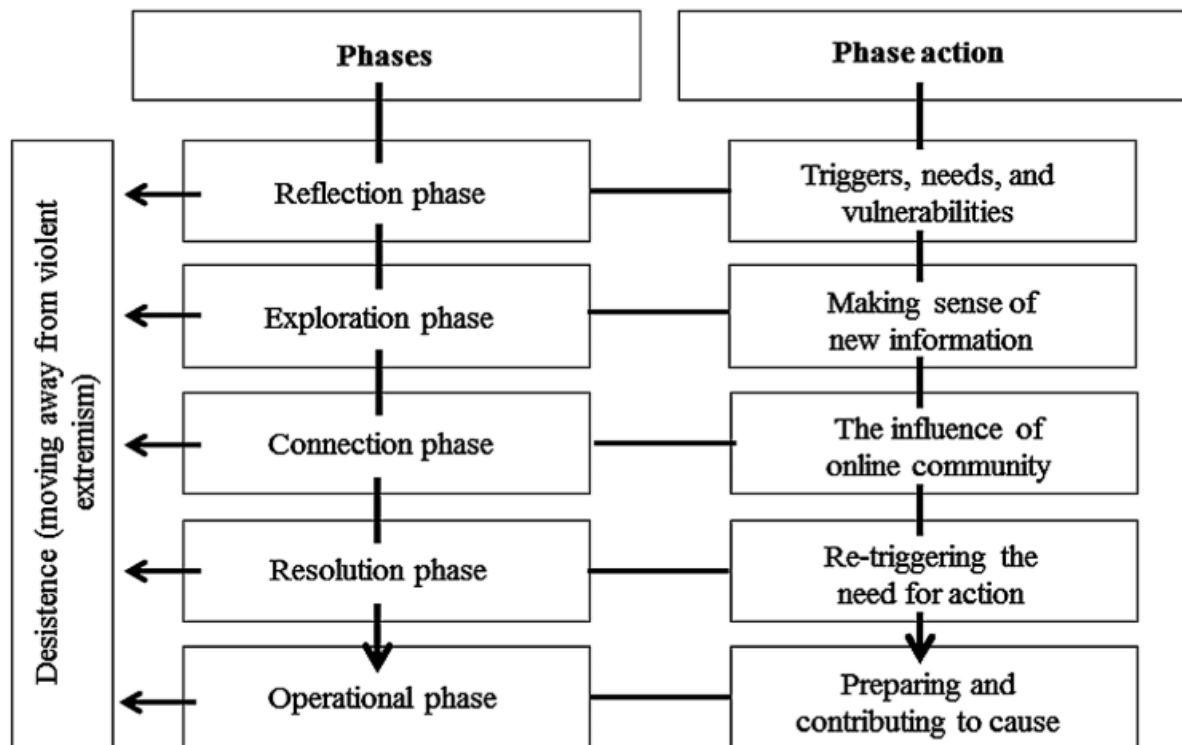 Phases
Phase action
Desistence (moving away from violent
extremism)
Reflection phase
Triggers, needs, and
vulnerabilities
Exploration phase
Making sense of
new information
Connection phase
The influence of
online community
Resolution phase
Re-triggering the
need for action
Operational phase
Preparing and
contributing to cause